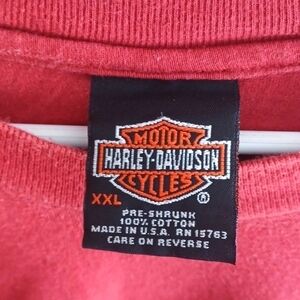 MOTOR
HARLEY-DAVIDSON
CYCLES
XXL ®
PRE-SHRUNK
100% COTTON
MADE IN U.S.A. RN 15763
CARE ON REVERSE